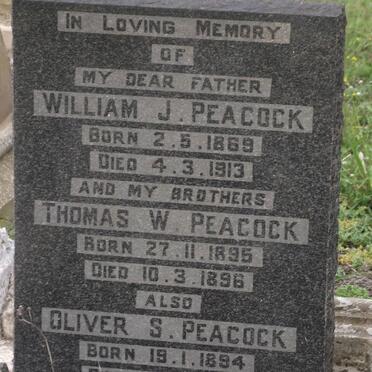 IN LOVING MEMORY
OF
MY DEAR FATHER
WILLIAM J. PEACOCK
BORN 2.5.1869
DIED 4.3.1913
AND MY BROTHERS
THOMAS W PEACOCK
BORN 27.11.1895
DIED 10.3.1896
ALSO
OLIVER S. PEACOCK
BORN 19.1.1894